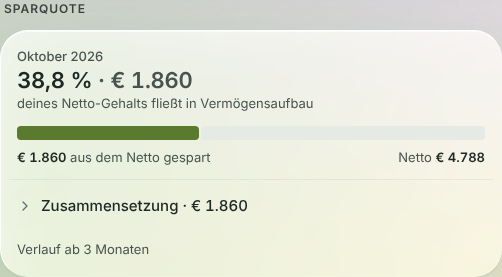 SPARQUOTE
Oktober 2026
38,8 % · € 1.860
deines Netto-Gehalts fließt in Vermögensaufbau
€ 1.860 aus dem Netto gespart
Netto € 4.788
Zusammensetzung · € 1.860
Verlauf ab 3 Monaten